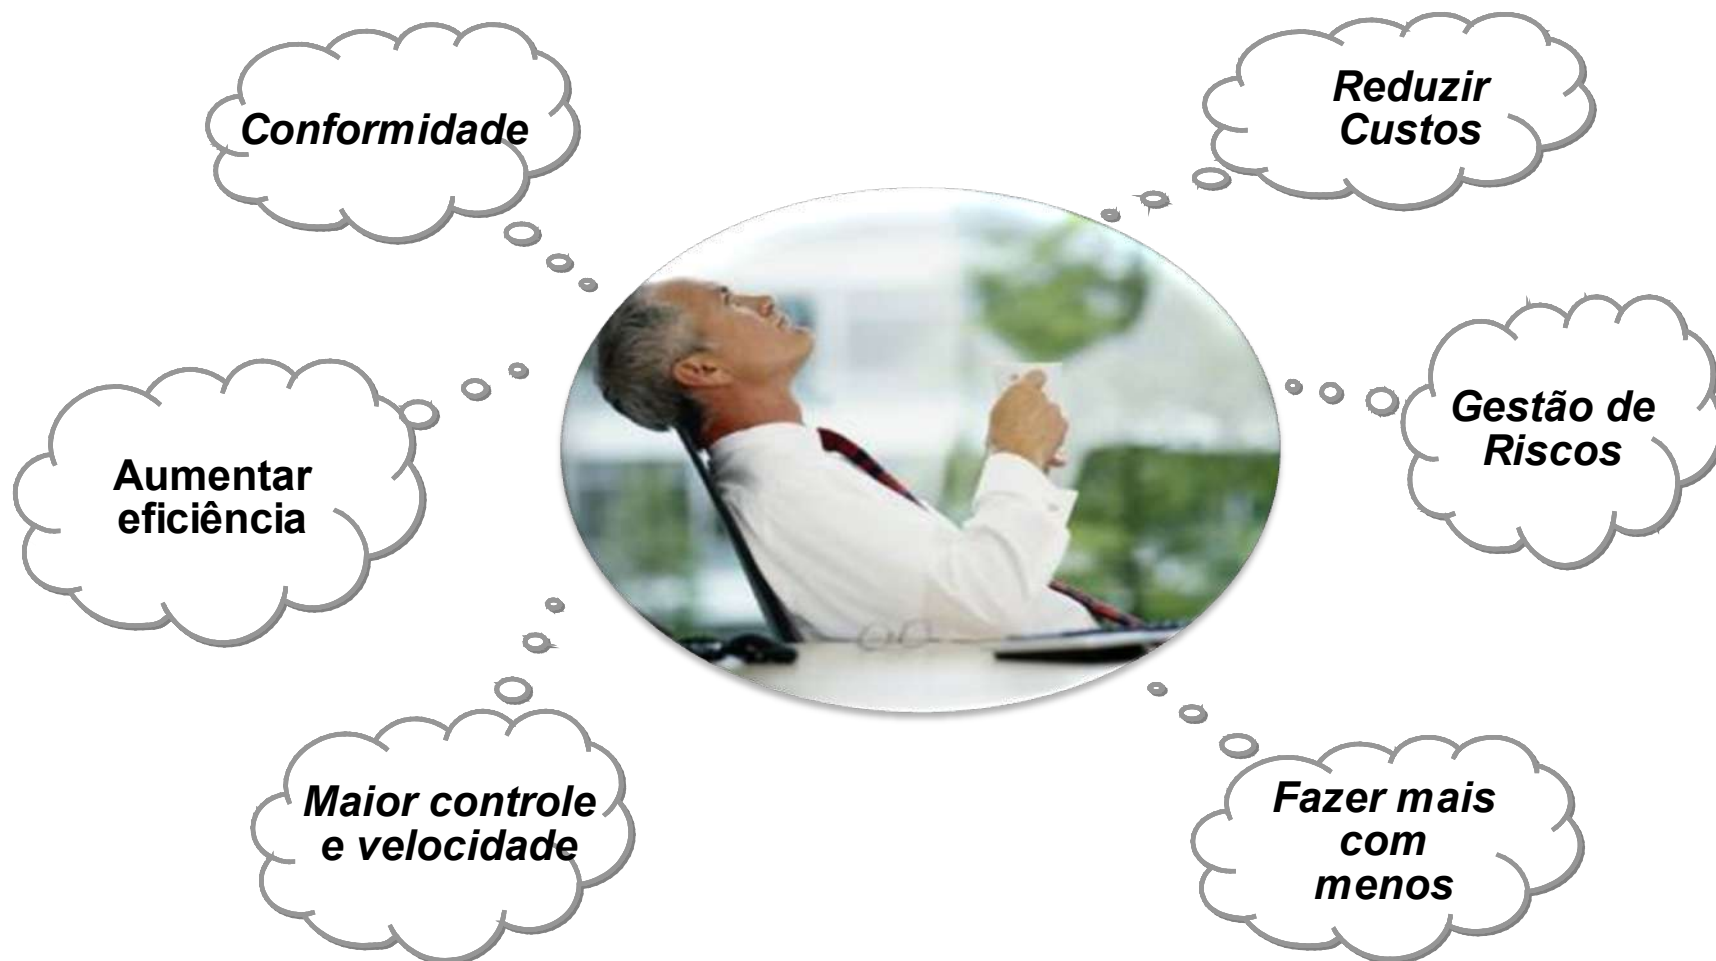 Conformidade
Reduzir
Custos
Aumentar
eficiência
Gestão de
Riscos
Maior controle
e velocidade
Fazer mais
com
menos